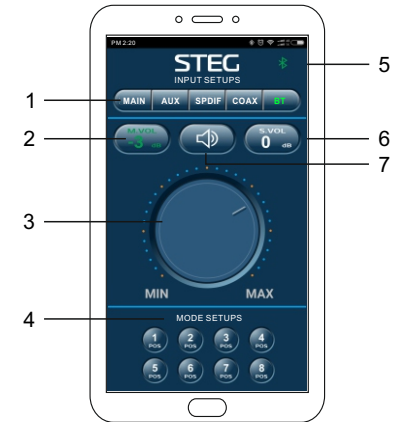 PM 2:20
STEG
INPUT SETUPS
5
1
MAIN AUX SPDIF COAX BT
2
M.VOL
-3 dB
S.VOL
0 dB
6
7
3
MIN MAX
4
MODE SETUPS
1 POS 2 POS 3 POS 4 POS
5 POS 6 POS 7 POS 8 POS